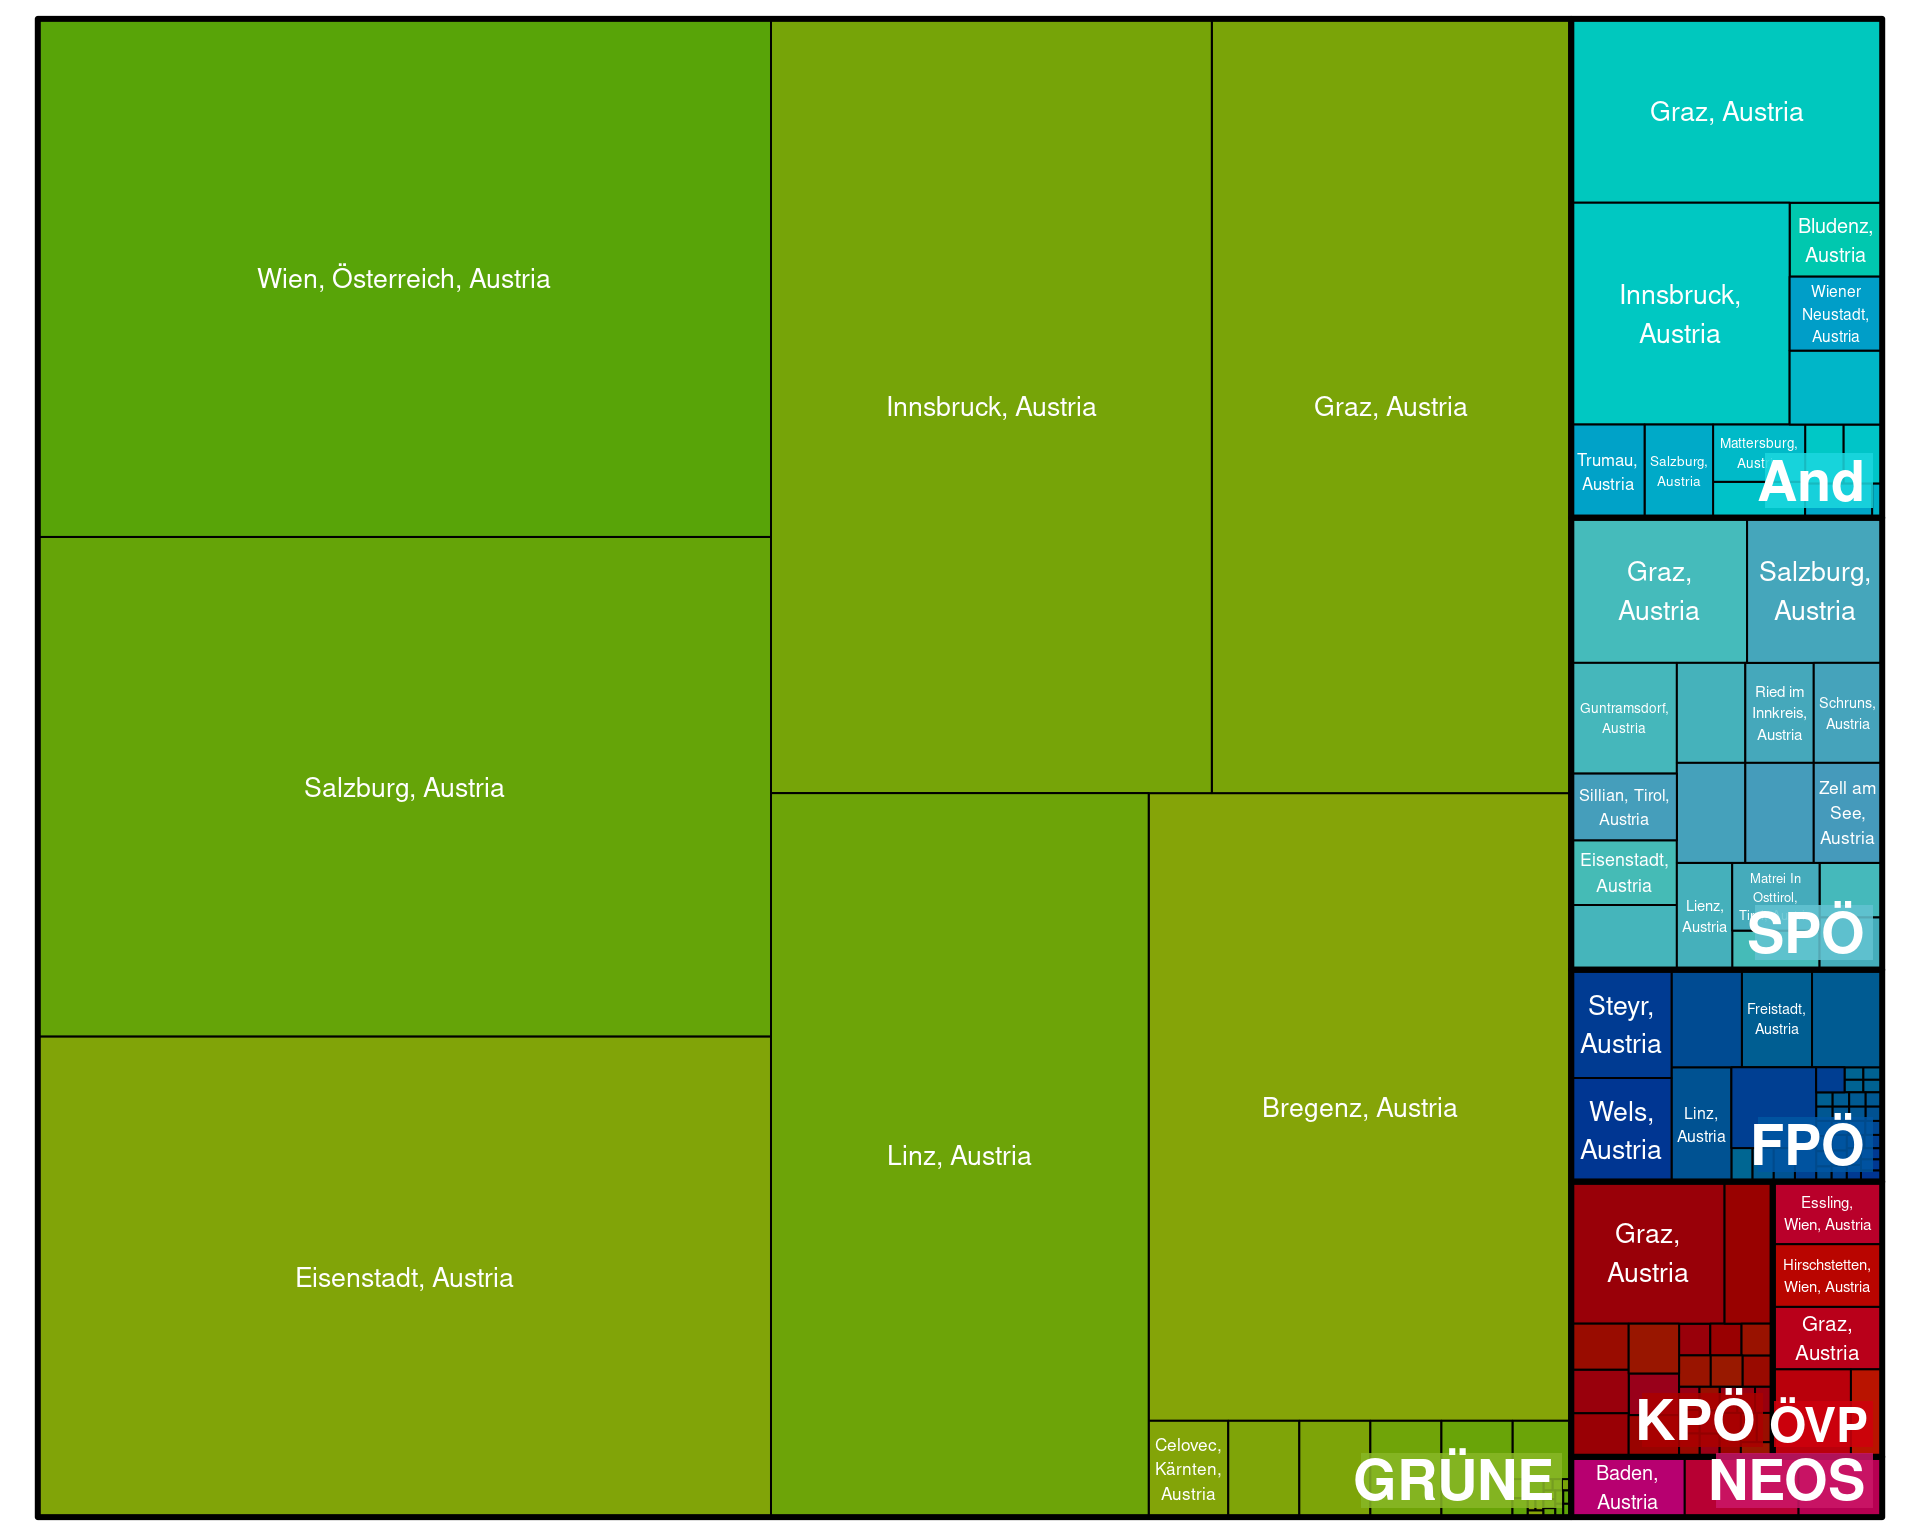 Wien, Österreich, Austria
Salzburg, Austria
Eisenstadt, Austria
Innsbruck, Austria
Graz, Austria
Linz, Austria
Bregenz, Austria
Celovec,
Kärnten,
Austria
GRÜNE
Graz, Austria
Innsbruck,
Austria
Bludenz,
Austria
Wiener
Neustadt,
Austria
Trumau,
Austria
Salzburg,
Austria
Mattersburg,
And
Graz,
Austria
Salzburg,
Austria
Guntramsdorf,
Austria
Ried im
Innkreis,
Austria
Schruns,
Austria
Sillian, Tirol,
Austria
Zell am
See,
Austria
Eisenstadt,
Austria
Lienz,
Austria
Matrei In
Osttirol,
SPÖ
Steyr,
Austria
Freistadt,
Austria
Wels,
Austria
Linz,
Austria
FPÖ
Graz,
Austria
KPÖ
Essling,
Wien, Austria
Hirschstetten,
Wien, Austria
Graz,
Austria
ÖVP
Baden,
Austria
NEOS